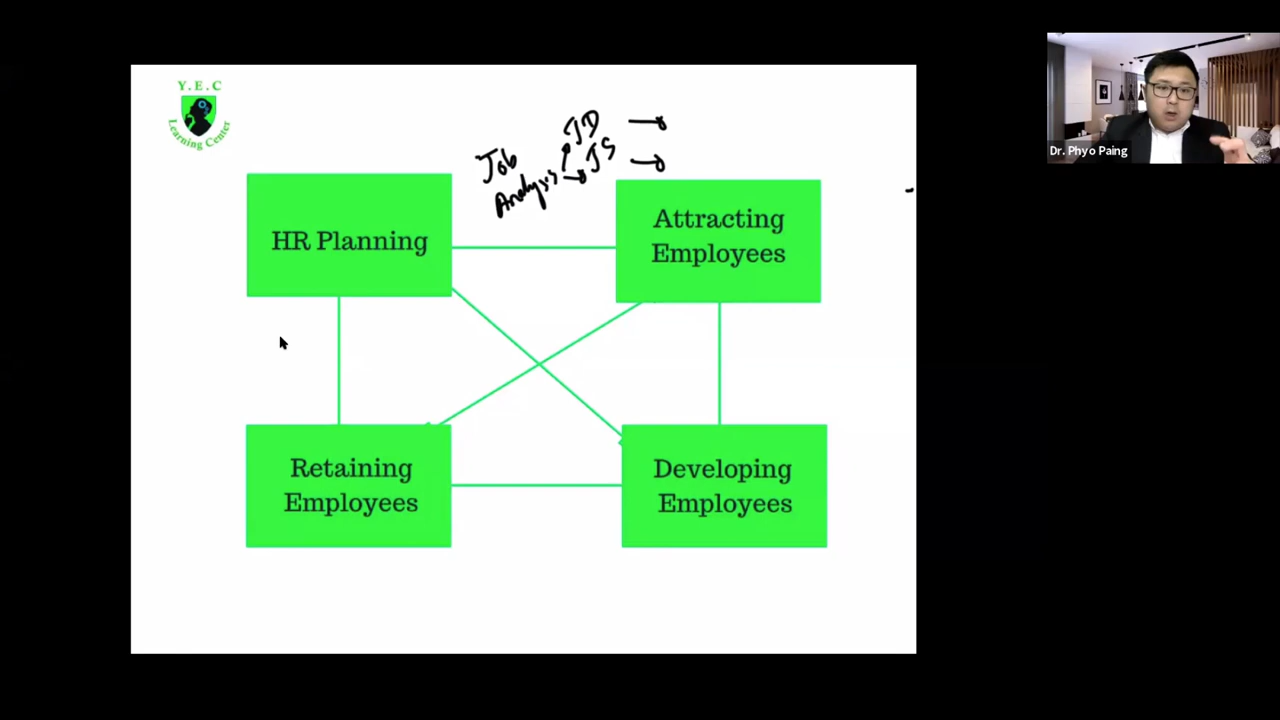 Y.E.C
Learning Center
Job
Analysis
JD
JS
HR Planning
Attracting
Employees
Retaining
Employees
Developing
Employees
Dr. Phyo Paing